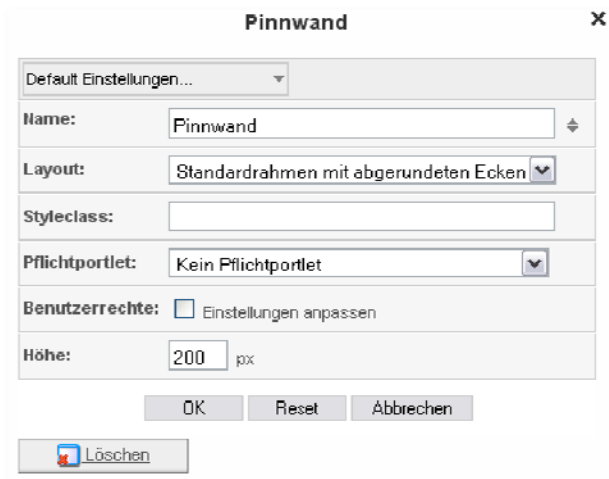 Pinnwand
Default Einstellungen...
Name: Pinnwand
Layout: Standardrahmen mit abgerundeten Ecken
Styleclass:
Pflichtportlet: Kein Pflichtportlet
Benutzerrechte: Einstellungen anpassen
Höhe: 200 px
OK Reset Abbrechen
Löschen